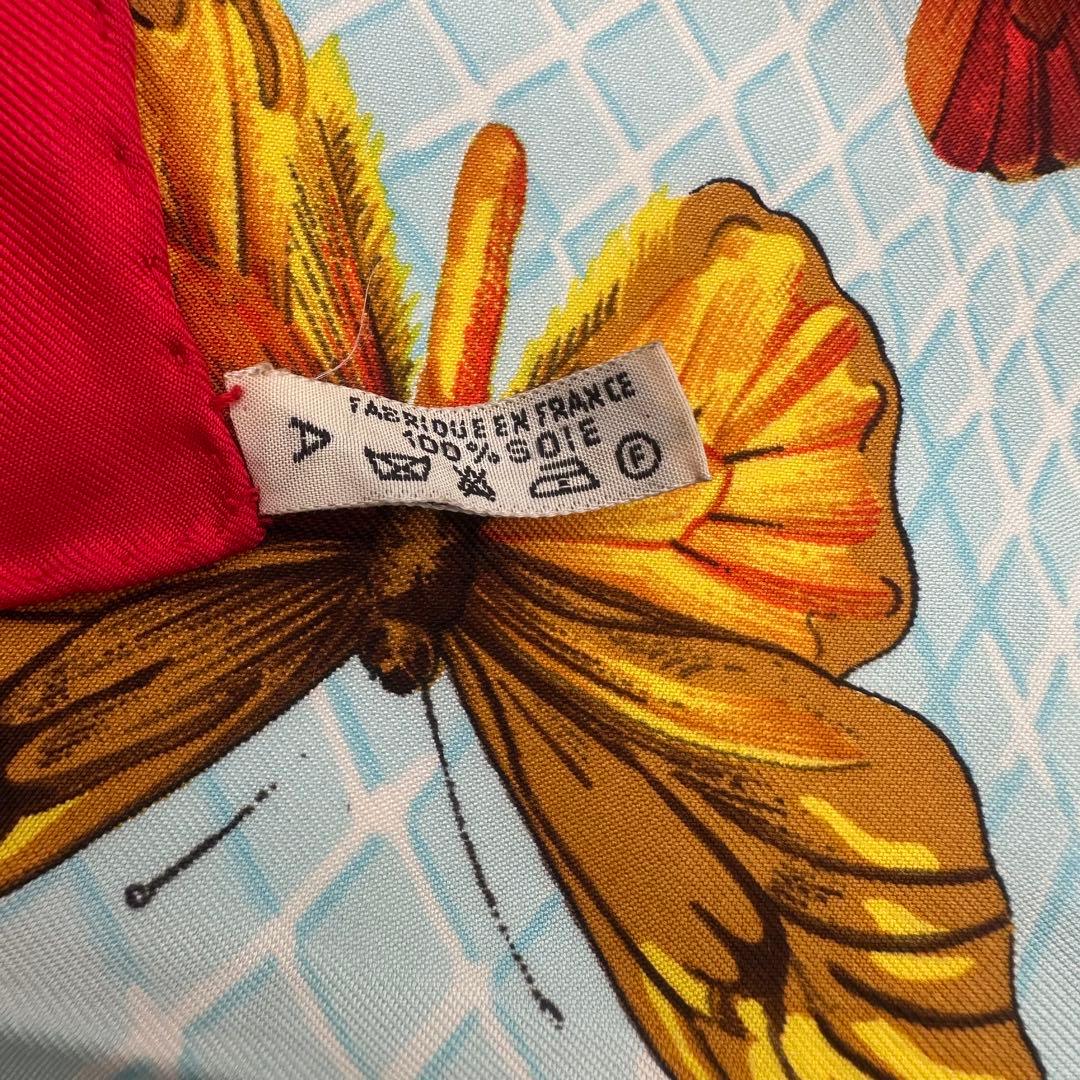 FABRIQUE EN FRANCE
100% SOIE
A
F